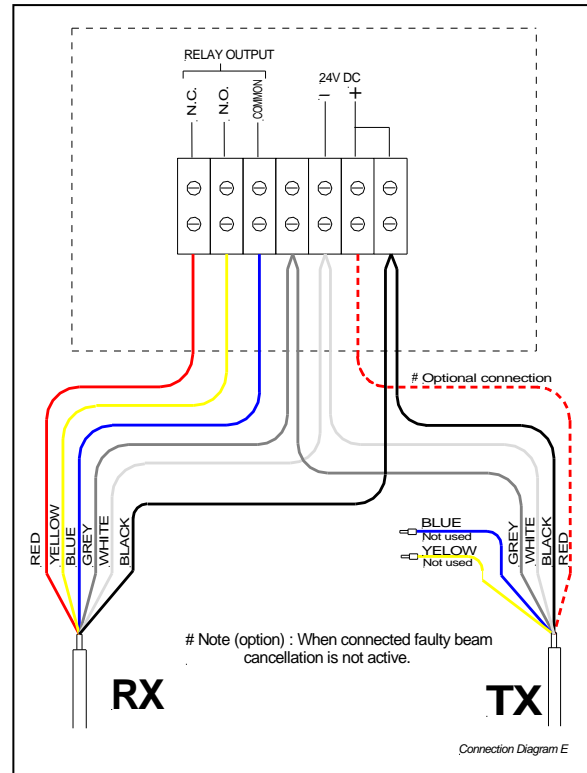 RELAY OUTPUT
24V DC
N.C.
N.O.
COMMON
–
+
# Optional connection
RED
YELLOW
BLUE
GREY
WHITE
BLACK
BLUE
Not used
YELOW
Not used
GREY
WHITE
BLACK
RED
# Note (option) : When connected faulty beam
cancellation is not active.
RX
TX
Connection Diagram E